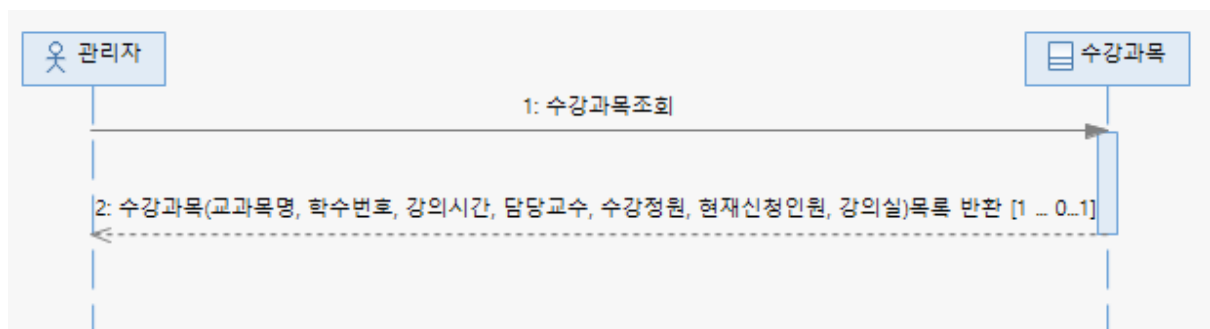 관리자
수강과목
1: 수강과목조회
2: 수강과목(교과목명, 학수번호, 강의시간, 담당교수, 수강정원, 현재신청인원, 강의실)목록 반환 [1 ... 0...1]